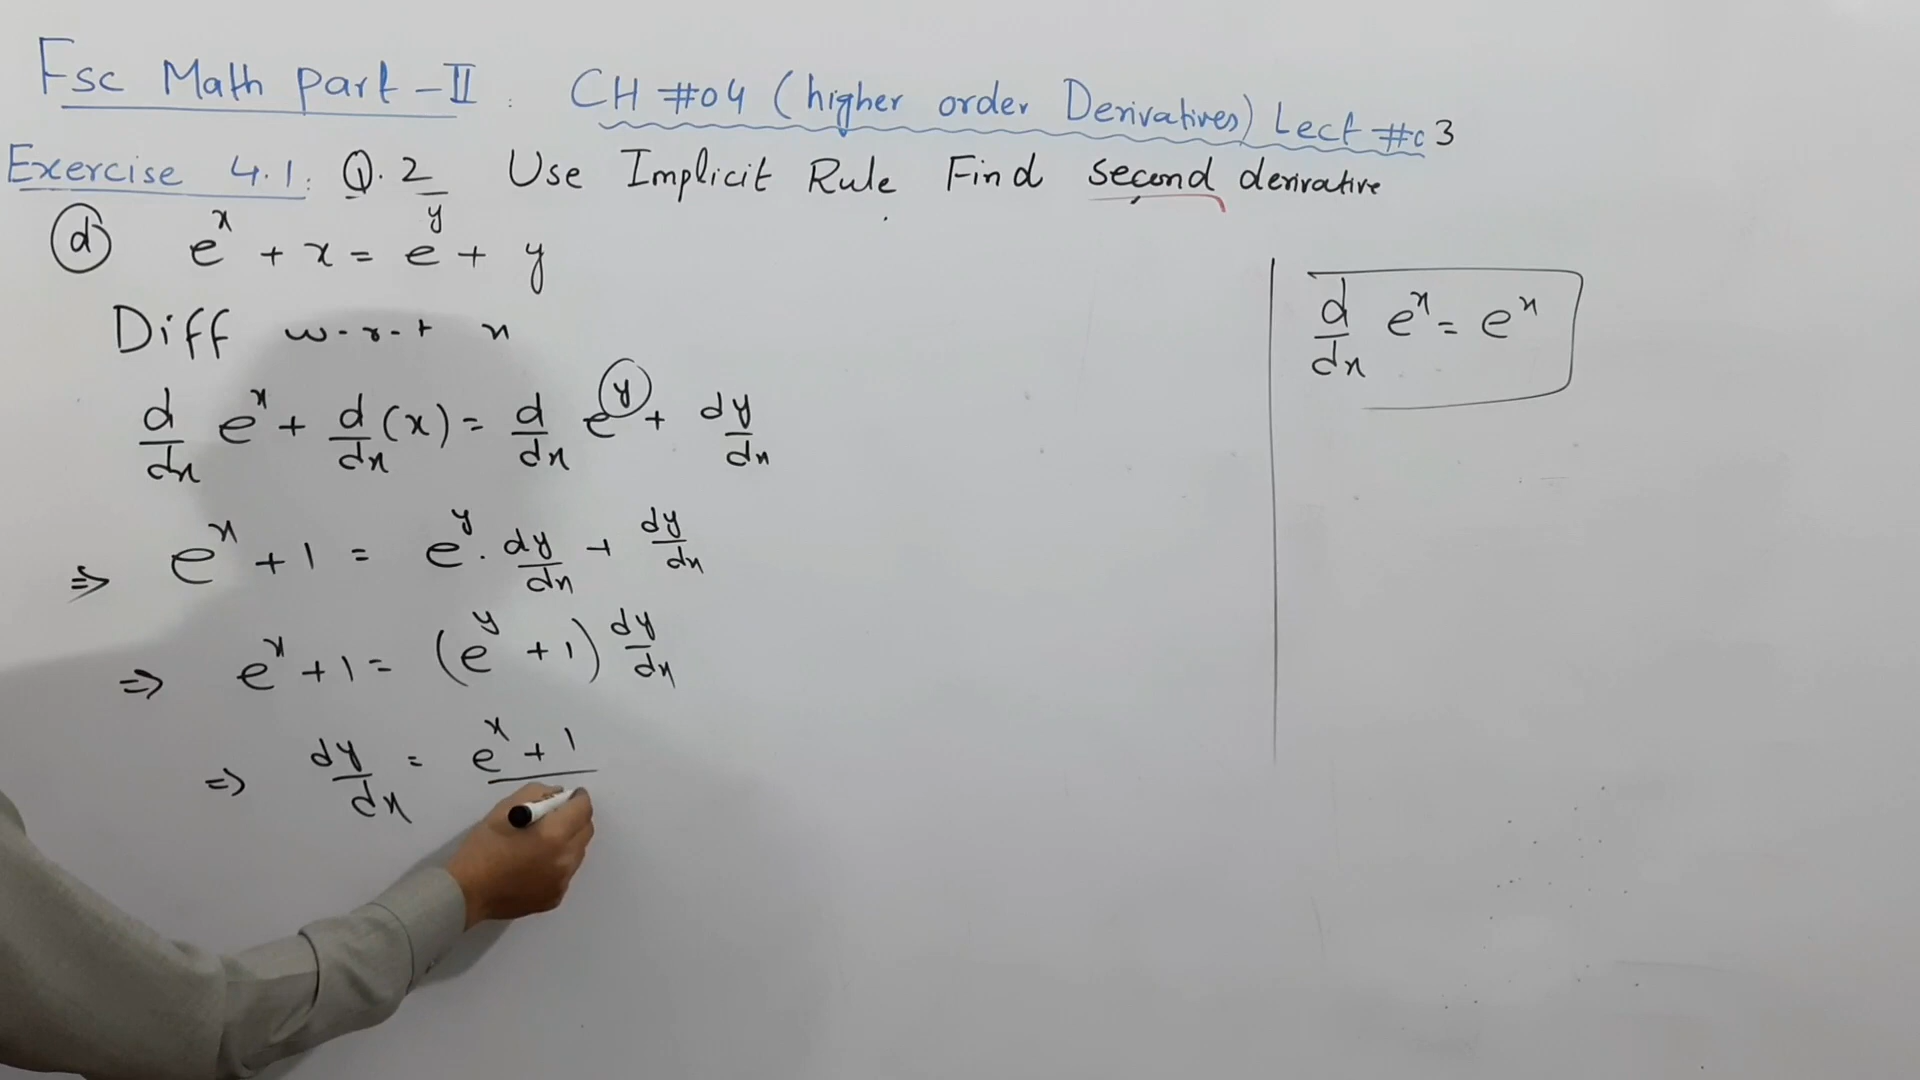 Fsc Math part-II : CH #04 (higher order Derivatives) Lect #03
Exercise 4.1: Q.2 Use Implicit Rule Find second derivative
(d) e^x + x = e^y + y
Diff w-r-t x
d/dx e^x + d/dx (x) = d/dx e^y + dy/dx
=> e^x + 1 = e^y . dy/dx + dy/dx
=> e^x + 1 = (e^y + 1) dy/dx
=> dy/dx = e^x + 1
d/dx e^x = e^x